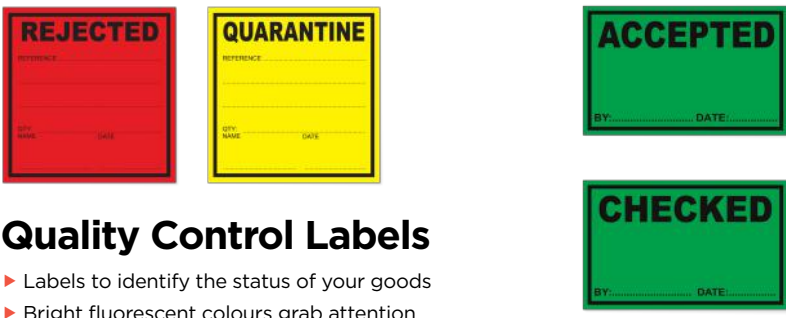 REJECTED
REFERENCE
QTY:
NAME DATE
QUARANTINE
REFERENCE
QTY:
NAME DATE
ACCEPTED
BY: DATE:
CHECKED
BY: DATE:
Quality Control Labels
Labels to identify the status of your goods
Bright fluorescent colours grab attention